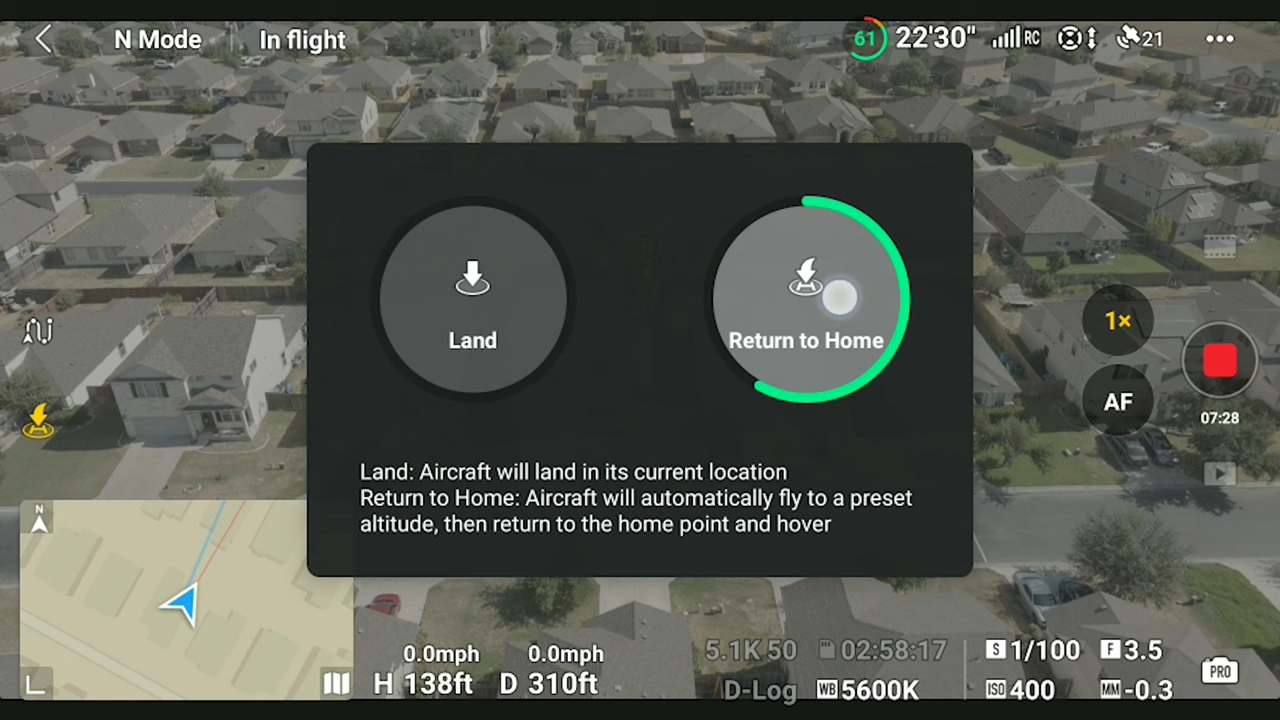 N Mode
In flight
61
22'30"
RC
21
Land
Return to Home
1×
AF
07:28
Land: Aircraft will land in its current location
Return to Home: Aircraft will automatically fly to a preset
altitude, then return to the home point and hover
N
0.0mph
0.0mph
H 138ft
D 310ft
5.1K 50
02:58:17
D-Log
WB 5600K
S 1/100
F 3.5
ISO 400
MM -0.3
PRO